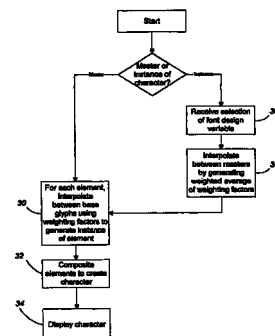 Start
Master or
instance of
character?
Master
Instance
Receive selection
of font design
variable
Interpolate
between masters
by generating
weighted average
of weighting factors
For each element,
interpolate
between base
glyphs using
weighting factors to
generate instance
of element
30
Composite
elements to create
character
32
Display character
34